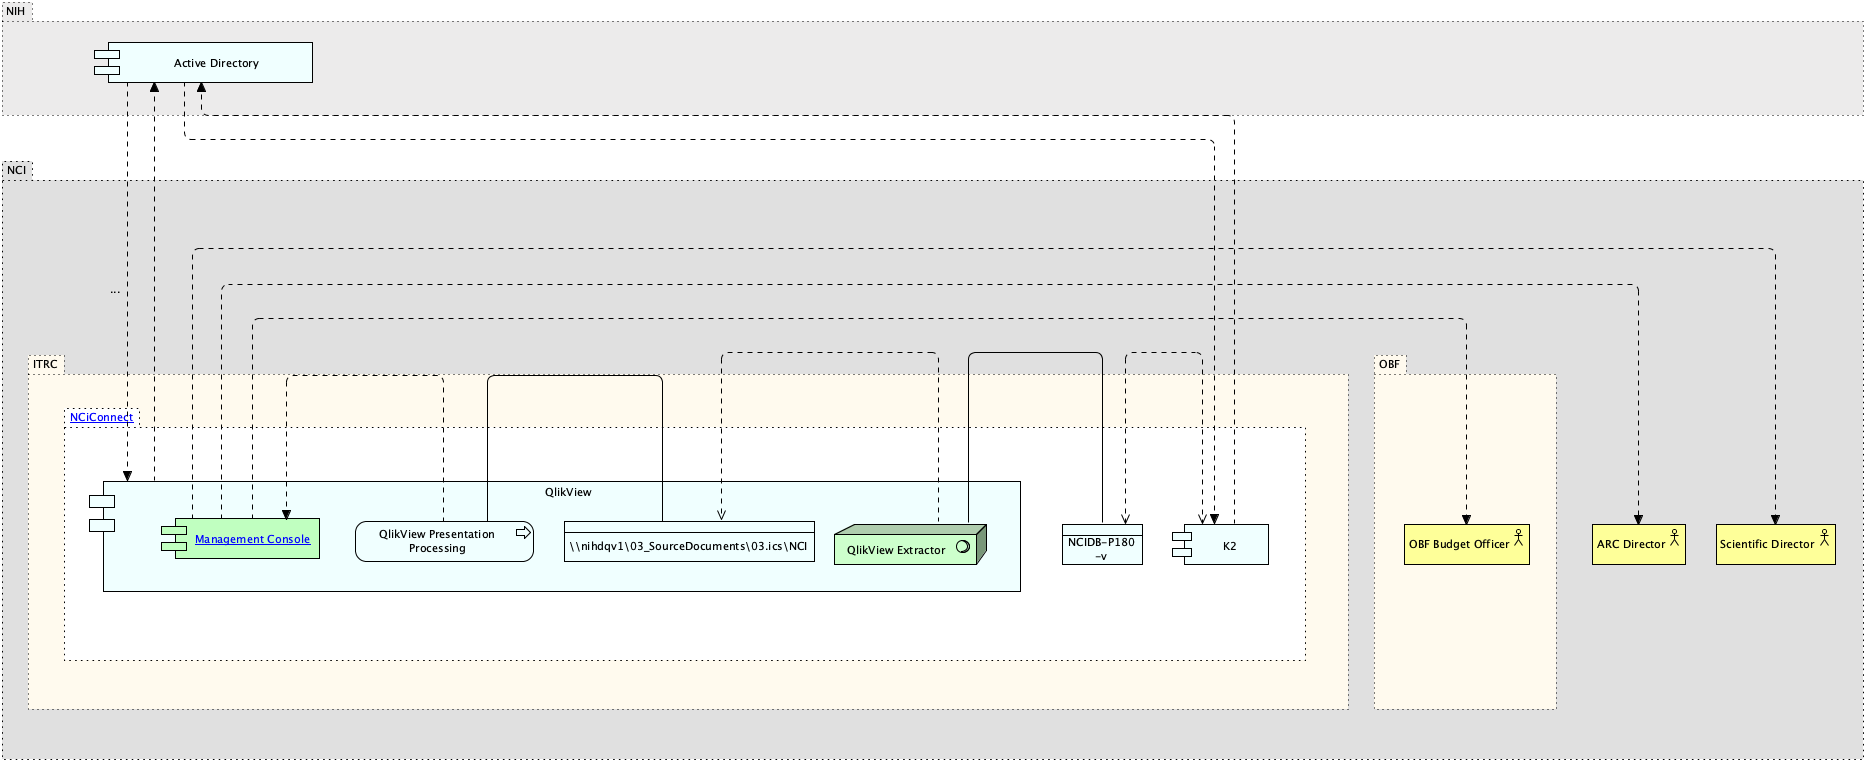 NIH
Active Directory
NCI
...
ITRC
OBF
NCiConnect
QlikView
Management Console
QlikView Presentation
Processing
\\nihdqv1\03_SourceDocuments\03.ics\NCI
QlikView Extractor
NCIDB-P180
-v
K2
OBF Budget Officer
ARC Director
Scientific Director